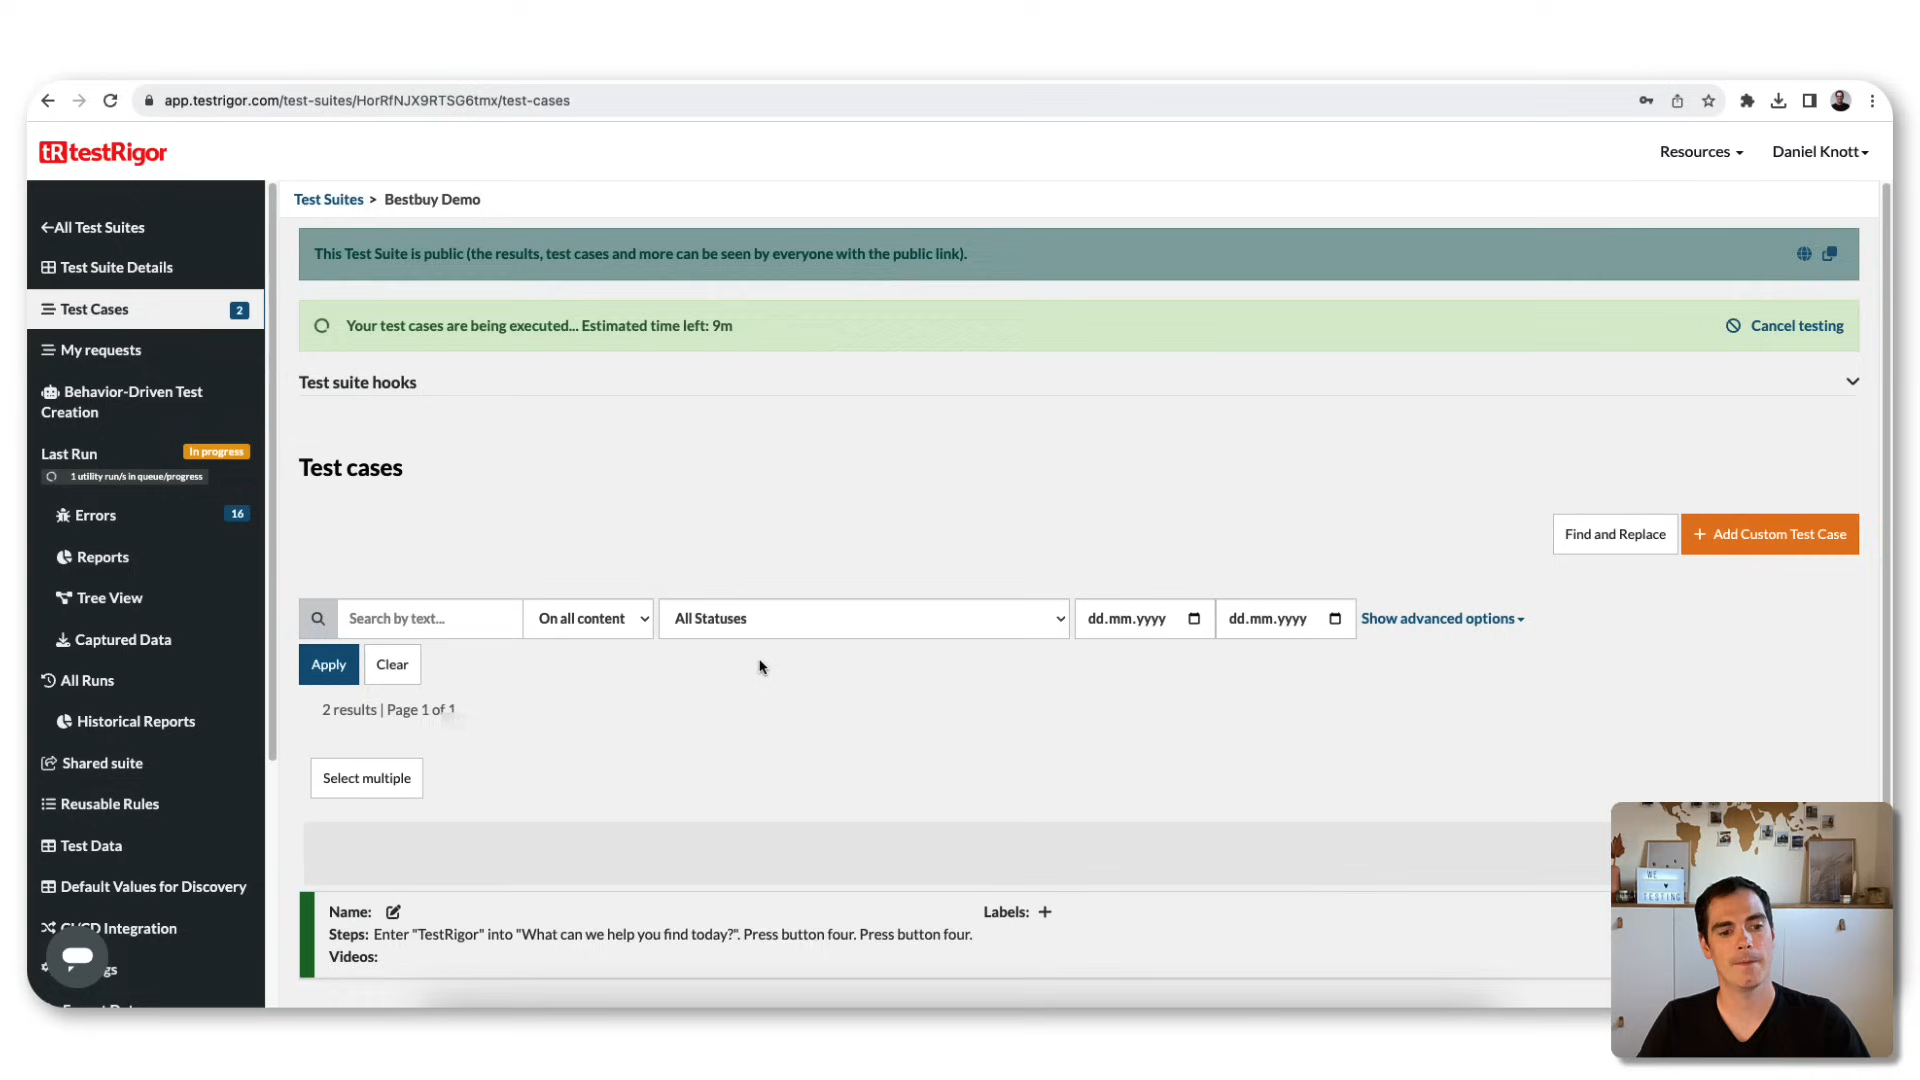 app.testrigor.com/test-suites/HorRfNJX9RTSG6tmx/test-cases
tR testRigor
Resources
Daniel Knott
All Test Suites
Test Suite Details
Test Cases 2
My requests
Behavior-Driven Test
Creation
Last Run In progress
1 utility run/s in queue/progress
Errors 16
Reports
Tree View
Captured Data
All Runs
Historical Reports
Shared suite
Reusable Rules
Test Data
Default Values for Discovery
Integration
Test Suites > Bestbuy Demo
This Test Suite is public (the results, test cases and more can be seen by everyone with the public link).
Your test cases are being executed... Estimated time left: 9m
Cancel testing
Test suite hooks
Test cases
Find and Replace
+ Add Custom Test Case
Search by text...
On all content
All Statuses
dd.mm.yyyy
dd.mm.yyyy
Show advanced options
Apply
Clear
2 results | Page 1 of 1
Select multiple
Name:
Labels: +
Steps: Enter "TestRigor" into "What can we help you find today?". Press button four. Press button four.
Videos:
WE
TESTING